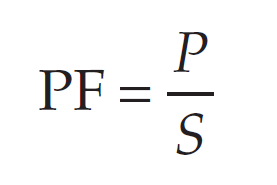 PF = P/S